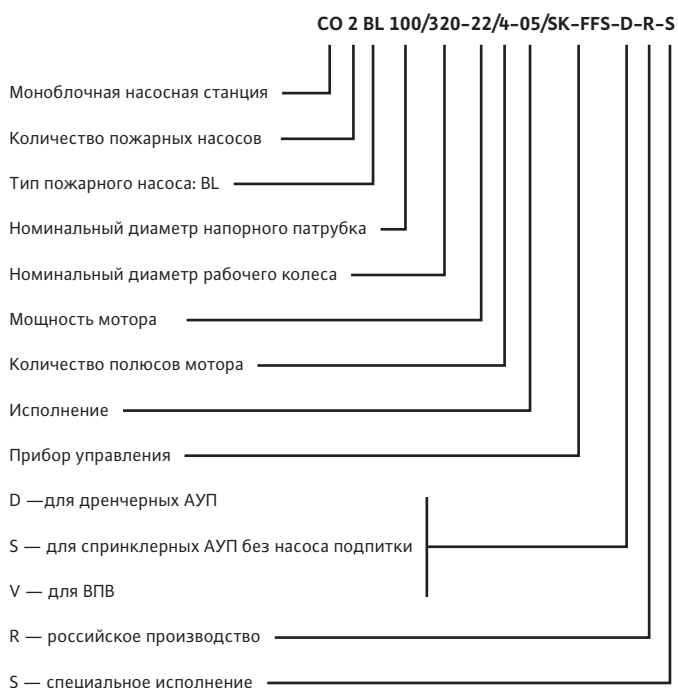 CO 2 BL 100/320-22/4-05/SK-FFS-D-R-S
Моноблочная насосная станция
Количество пожарных насосов
Тип пожарного насоса: BL
Номинальный диаметр напорного патрубка
Номинальный диаметр рабочего колеса
Мощность мотора
Количество полюсов мотора
Исполнение
Прибор управления
D —для дренчерных АУП
S — для спринклерных АУП без насоса подпитки
V — для ВПВ
R — российское производство
S — специальное исполнение